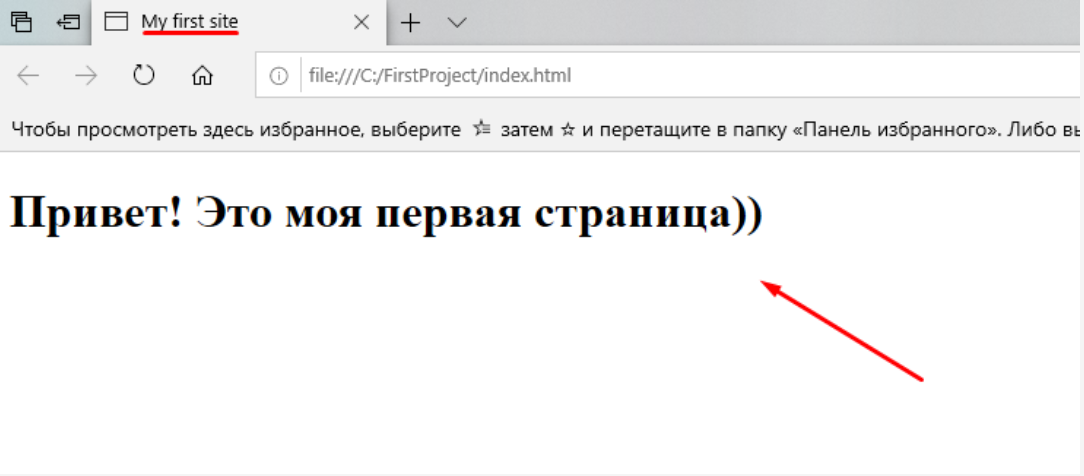 My first site
file:///C:/FirstProject/index.html
Чтобы просмотреть здесь избранное, выберите затем и перетащите в папку «Панель избранного». Либо вы
Привет! Это моя первая страница))